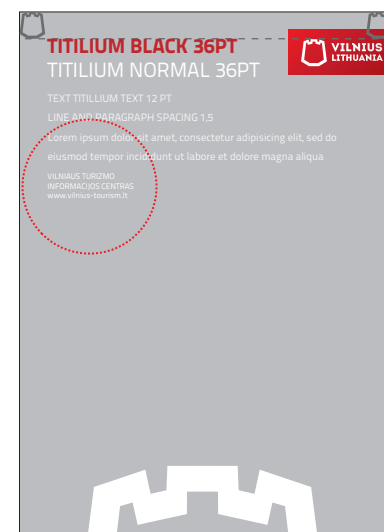 TITILIUM BLACK 36PT
TITILIUM NORMAL 36PT
VILNIUS
LITHUANIA
TEXT TITILLIUM TEXT 12 PT
LINE AND PARAGRAPH SPACING 1,5
Lorem ipsum dolor sit amet, consectetur adipisicing elit, sed do
eiusmod tempor incididunt ut labore et dolore magna aliqua
VILNIAUS TURIZMO
INFORMACIJOS CENTRAS
www.vilnius-tourism.lt